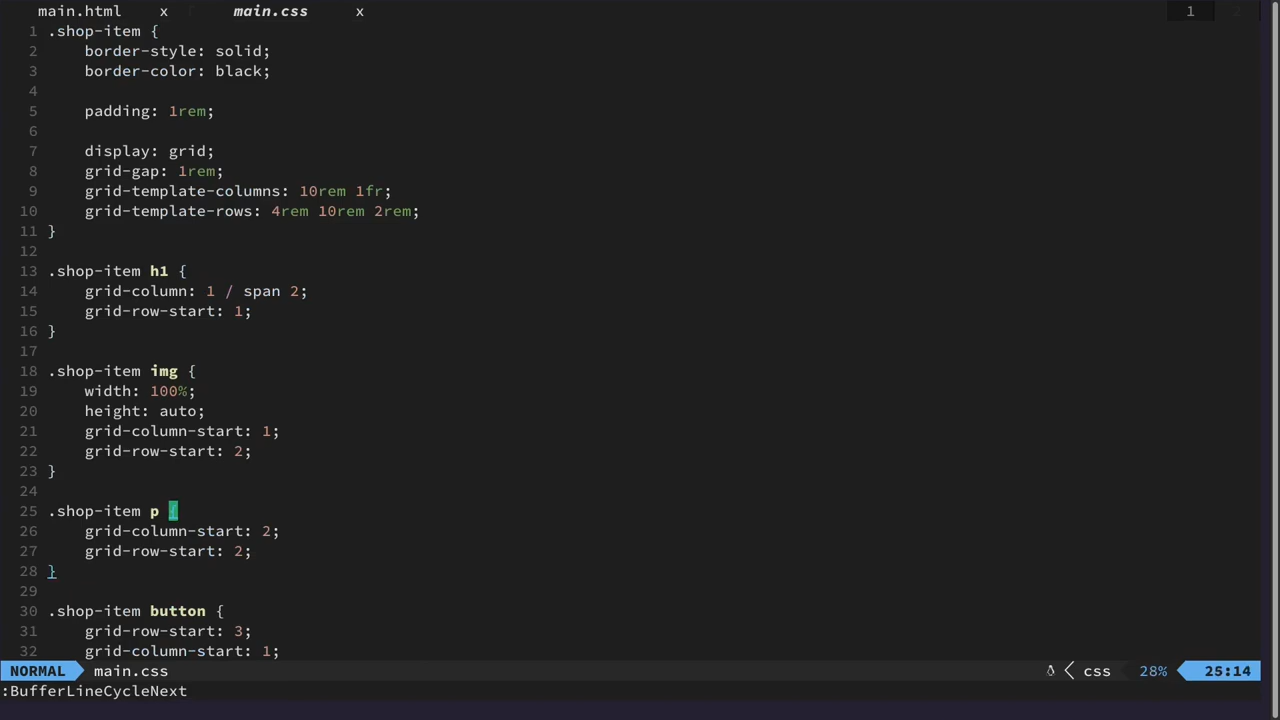 main.html x main.css x 1
1 .shop-item {
2 border-style: solid;
3 border-color: black;
4
5 padding: 1rem;
6
7 display: grid;
8 grid-gap: 1rem;
9 grid-template-columns: 10rem 1fr;
10 grid-template-rows: 4rem 10rem 2rem;
11 }
12
13 .shop-item h1 {
14 grid-column: 1 / span 2;
15 grid-row-start: 1;
16 }
17
18 .shop-item img {
19 width: 100%;
20 height: auto;
21 grid-column-start: 1;
22 grid-row-start: 2;
23 }
24
25 .shop-item p {
26 grid-column-start: 2;
27 grid-row-start: 2;
28 }
29
30 .shop-item button {
31 grid-row-start: 3;
32 grid-column-start: 1;
NORMAL main.css css 28% 25:14
:BufferLineCycleNext